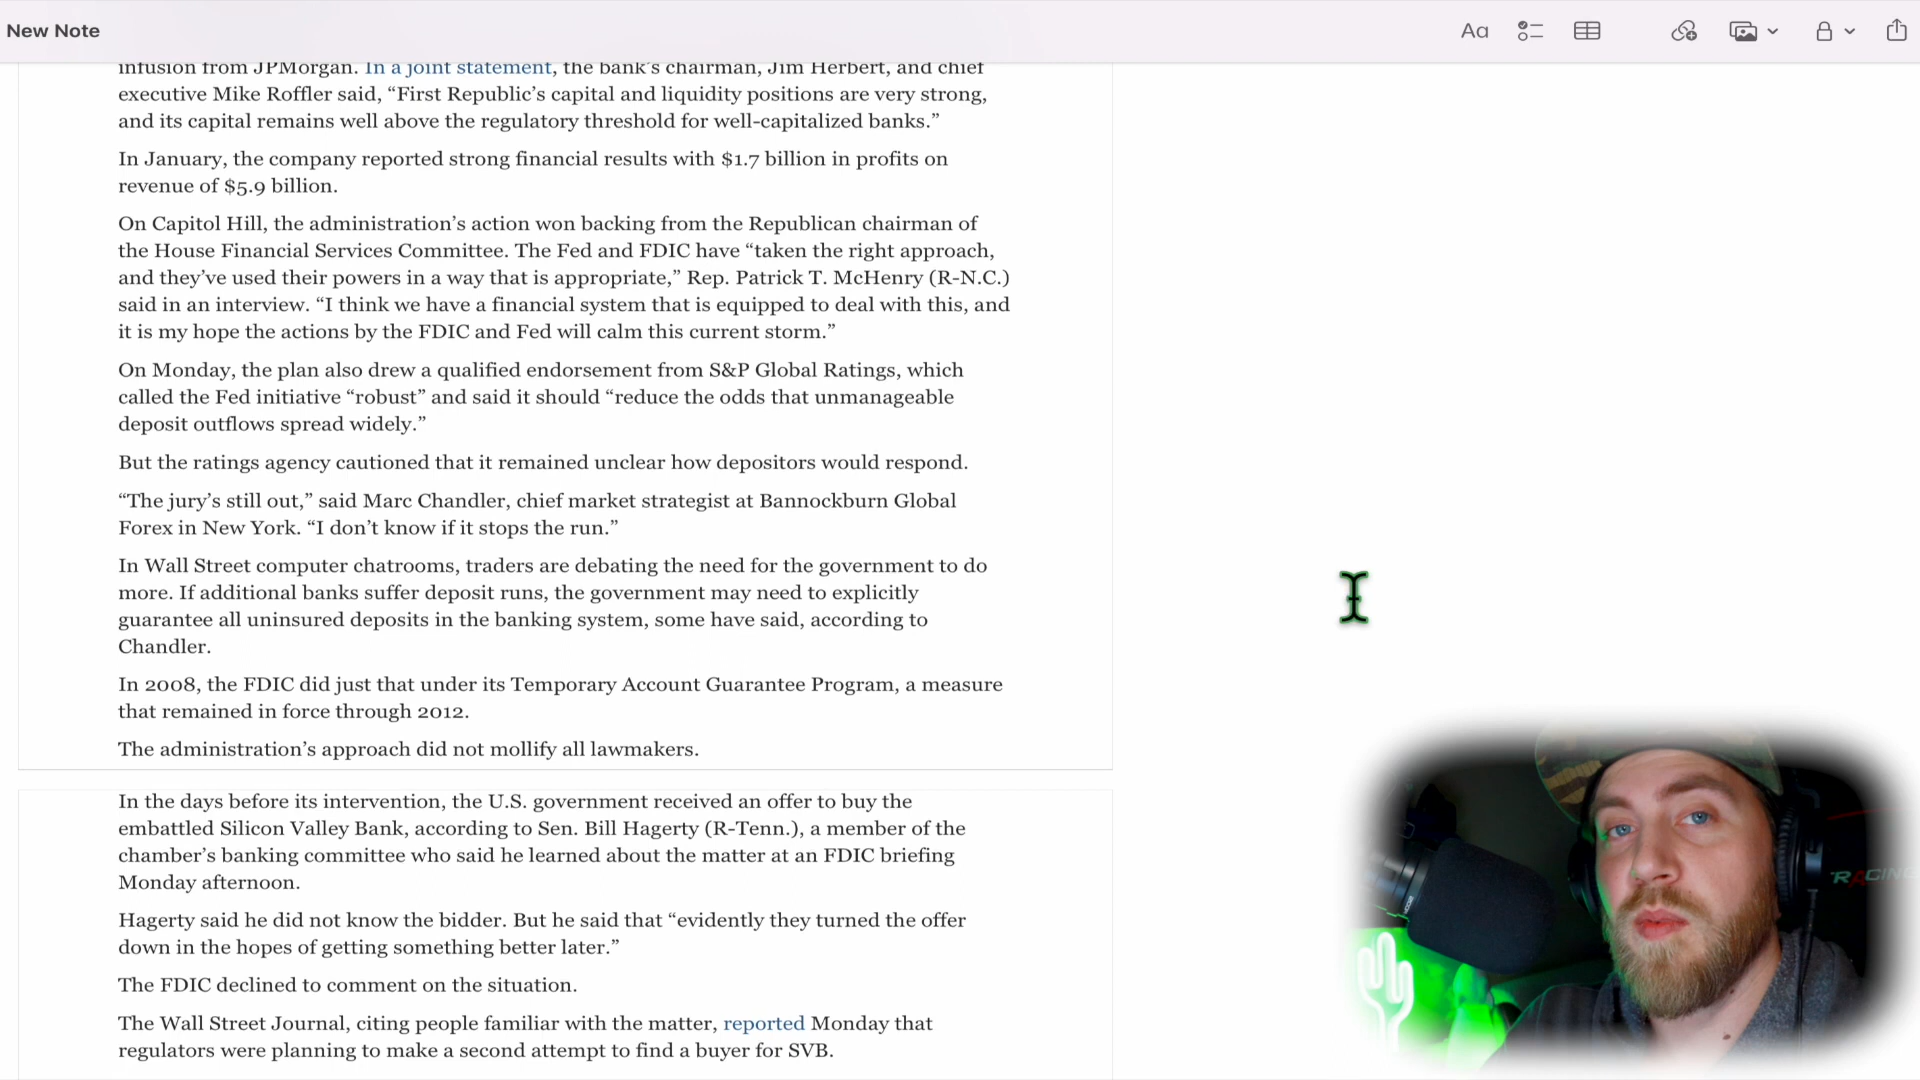 New Note
Aa
infusion from JPMorgan. In a joint statement, the bank’s chairman, Jim Herbert, and chief
executive Mike Roffler said, “First Republic’s capital and liquidity positions are very strong,
and its capital remains well above the regulatory threshold for well-capitalized banks.”
In January, the company reported strong financial results with $1.7 billion in profits on
revenue of $5.9 billion.
On Capitol Hill, the administration’s action won backing from the Republican chairman of
the House Financial Services Committee. The Fed and FDIC have “taken the right approach,
and they’ve used their powers in a way that is appropriate,” Rep. Patrick T. McHenry (R-N.C.)
said in an interview. “I think we have a financial system that is equipped to deal with this, and
it is my hope the actions by the FDIC and Fed will calm this current storm.”
On Monday, the plan also drew a qualified endorsement from S&P Global Ratings, which
called the Fed initiative “robust” and said it should “reduce the odds that unmanageable
deposit outflows spread widely.”
But the ratings agency cautioned that it remained unclear how depositors would respond.
“The jury’s still out,” said Marc Chandler, chief market strategist at Bannockburn Global
Forex in New York. “I don’t know if it stops the run.”
In Wall Street computer chatrooms, traders are debating the need for the government to do
more. If additional banks suffer deposit runs, the government may need to explicitly
guarantee all uninsured deposits in the banking system, some have said, according to
Chandler.
In 2008, the FDIC did just that under its Temporary Account Guarantee Program, a measure
that remained in force through 2012.
The administration’s approach did not mollify all lawmakers.
In the days before its intervention, the U.S. government received an offer to buy the
embattled Silicon Valley Bank, according to Sen. Bill Hagerty (R-Tenn.), a member of the
chamber’s banking committee who said he learned about the matter at an FDIC briefing
Monday afternoon.
Hagerty said he did not know the bidder. But he said that “evidently they turned the offer
down in the hopes of getting something better later.”
The FDIC declined to comment on the situation.
The Wall Street Journal, citing people familiar with the matter, reported Monday that
regulators were planning to make a second attempt to find a buyer for SVB.
RACING